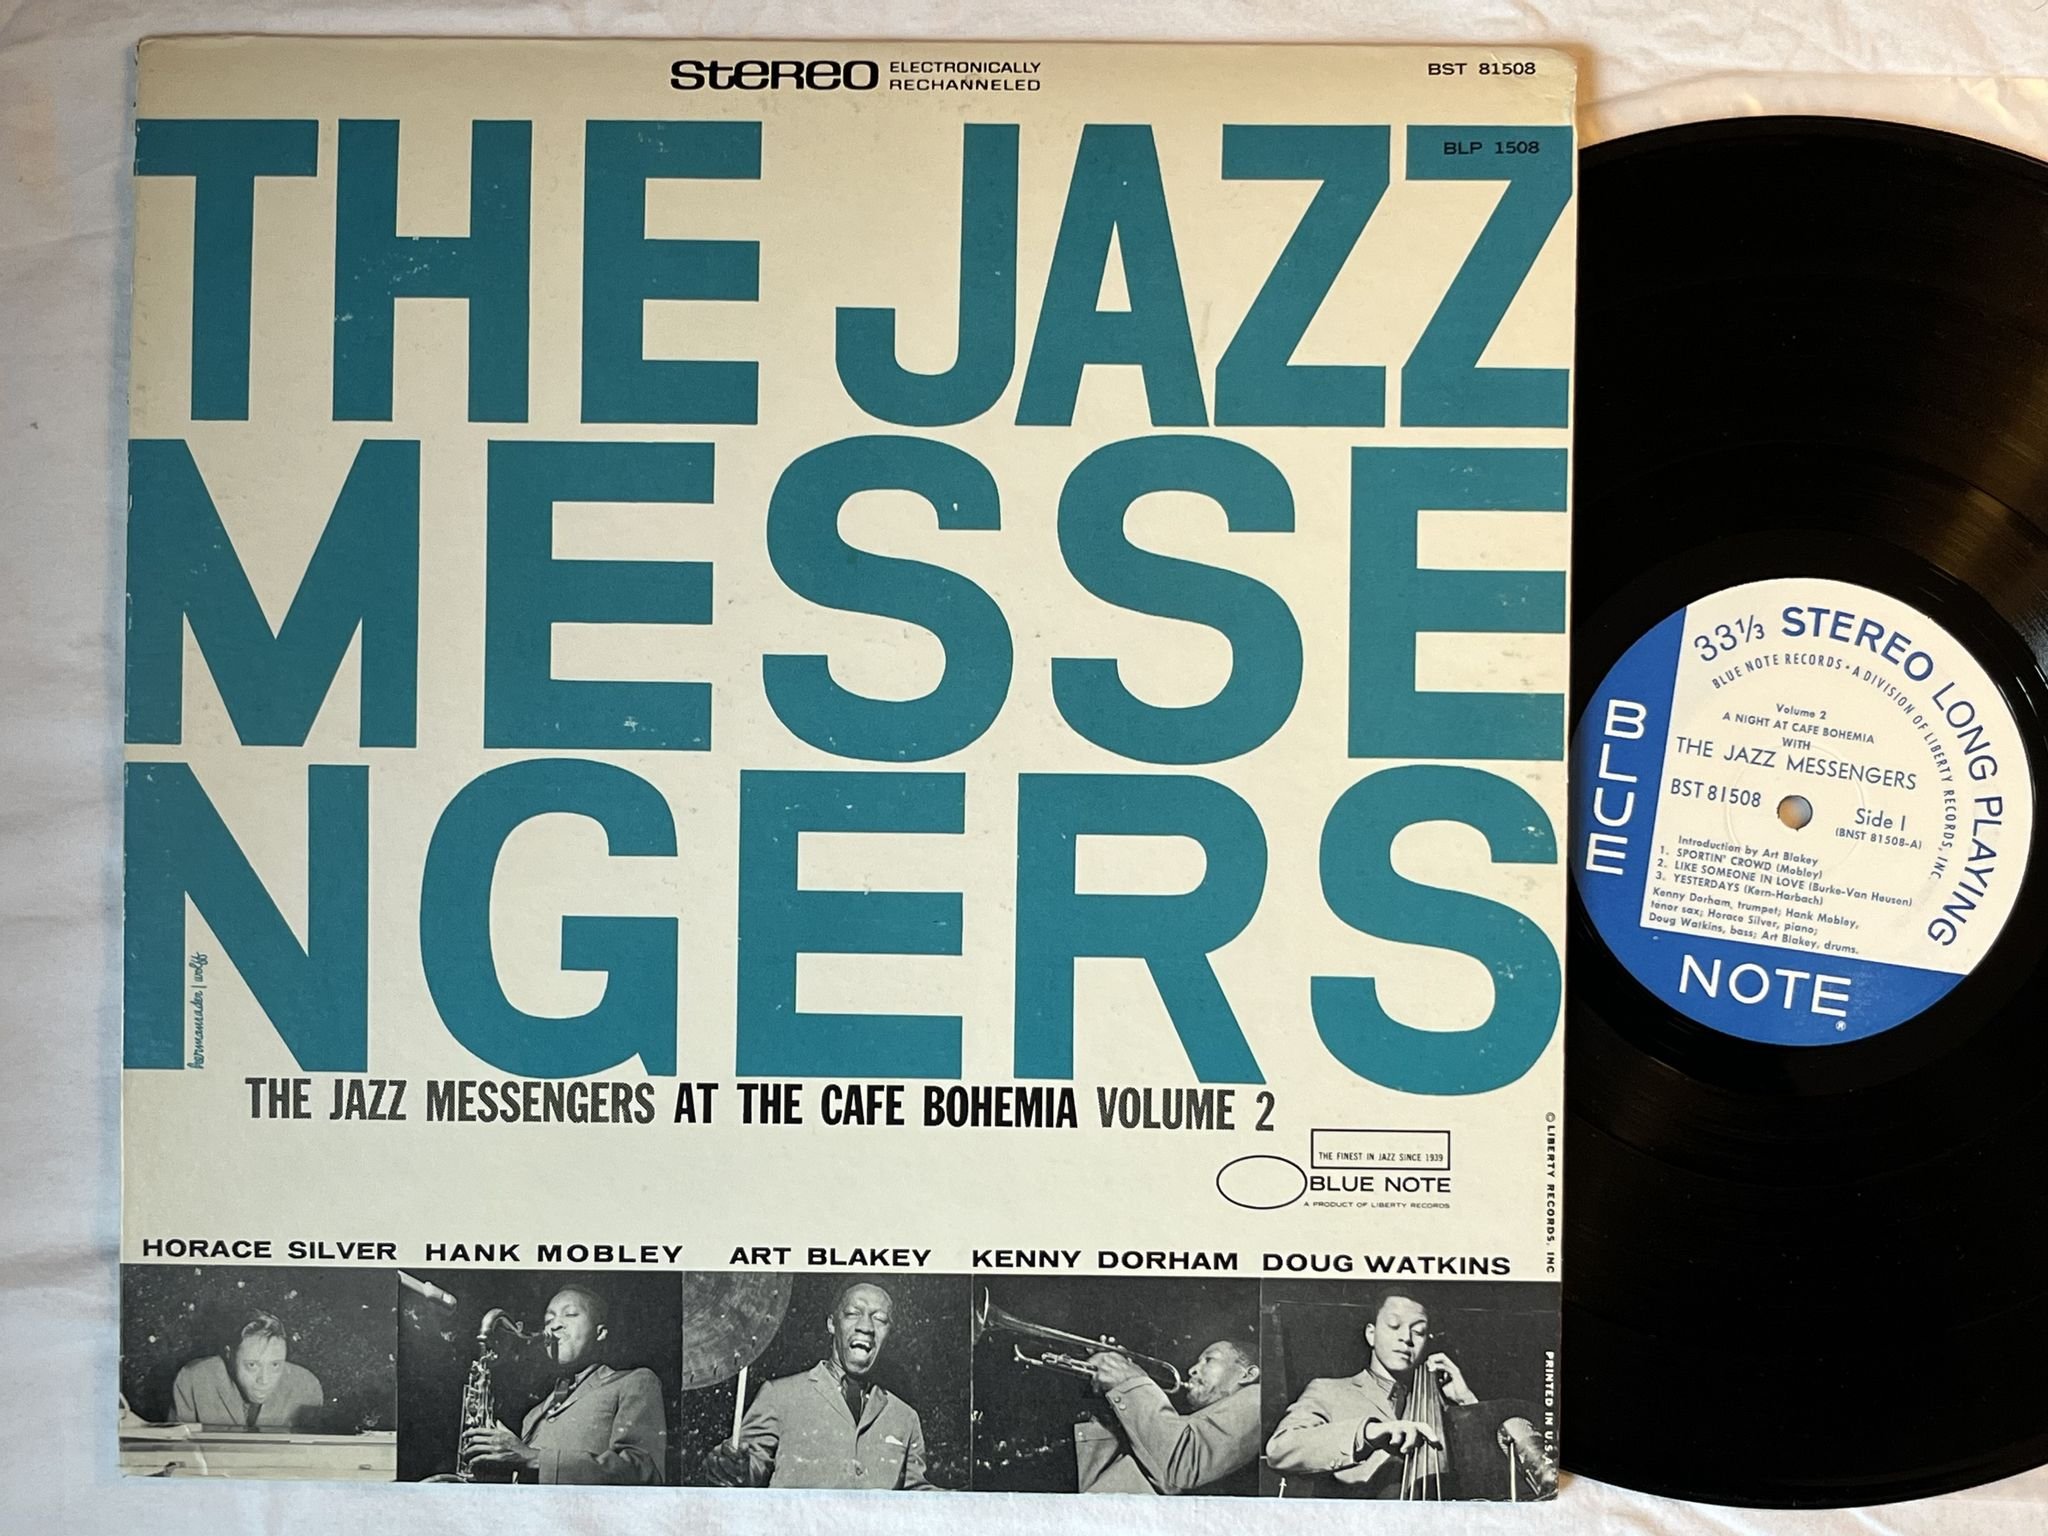 STEREO ELECTRONICALLY
RECHANNELED
BST 81508
BLP 1508
THE JAZZ
MESSE
NGERS
hermansader | wolff
THE JAZZ MESSENGERS AT THE CAFE BOHEMIA VOLUME 2
THE FINEST IN JAZZ SINCE 1939
BLUE NOTE
A PRODUCT OF LIBERTY RECORDS
© LIBERTY RECORDS, INC
PRINTED IN U.S.A.
HORACE SILVER HANK MOBLEY ART BLAKEY KENNY DORHAM DOUG WATKINS
33 1/3 STEREO LONG PLAYING
BLUE NOTE RECORDS • A DIVISION OF LIBERTY RECORDS, INC.
Volume 2
A NIGHT AT CAFE BOHEMIA
WITH
THE JAZZ MESSENGERS
BST 81508
Side 1
(BNST 81508-A)
Introduction by Art Blakey
1. SPORTIN' CROWD (Mobley)
2. LIKE SOMEONE IN LOVE (Burke-Van Heusen)
3. YESTERDAYS (Kern-Harbach)
Kenny Dorham, trumpet; Hank Mobley,
tenor sax; Horace Silver, piano;
Doug Watkins, bass; Art Blakey, drums.
BLUE
NOTE®